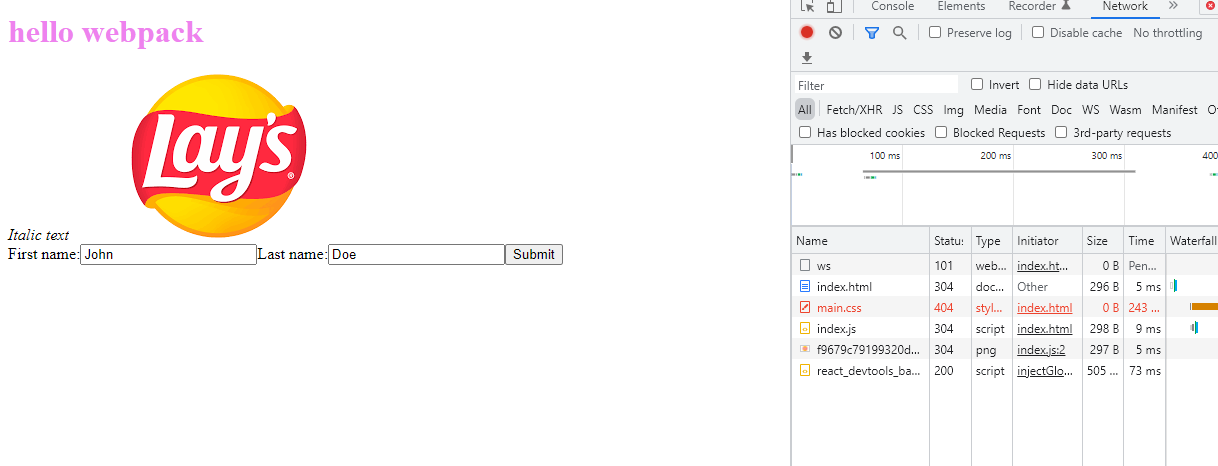 hello webpack
Lay's
®
Italic text
First name: John Last name: Doe Submit
Console Elements Recorder Network »
Preserve log Disable cache No throttling
Filter Invert Hide data URLs
All Fetch/XHR JS CSS Img Media Font Doc WS Wasm Manifest
Has blocked cookies Blocked Requests 3rd-party requests
100 ms 200 ms 300 ms 400
Name Status Type Initiator Size Time Waterfall
ws 101 web... index.ht... 0 B Pen...
index.html 304 doc... Other 296 B 5 ms
main.css 404 styl... index.html 0 B 243 ...
index.js 304 script index.html 298 B 9 ms
f9679c79199320d... 304 png index.js:2 297 B 5 ms
react_devtools_ba... 200 script injectGlo... 505 ... 73 ms